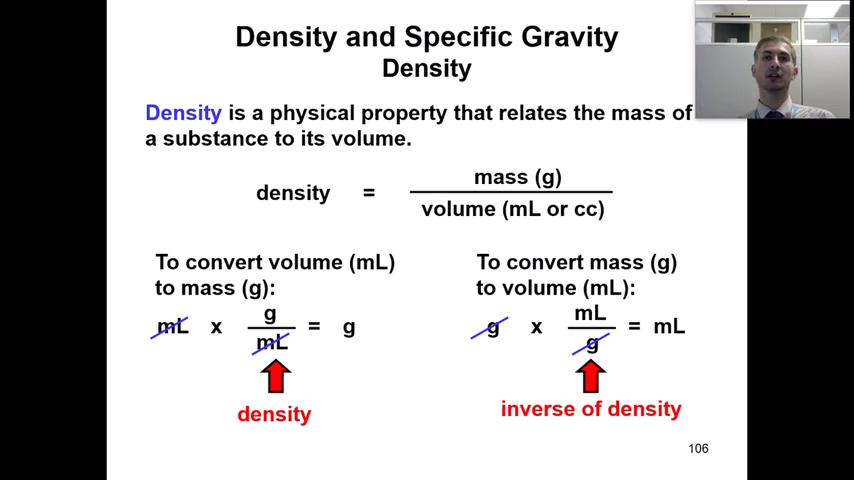 Density and Specific Gravity
Density
Density is a physical property that relates the mass of
a substance to its volume.
density = mass (g)
volume (mL or cc)
To convert volume (mL)
to mass (g):
mL x g = g
mL
density
To convert mass (g)
to volume (mL):
g x mL = mL
g
inverse of density
106